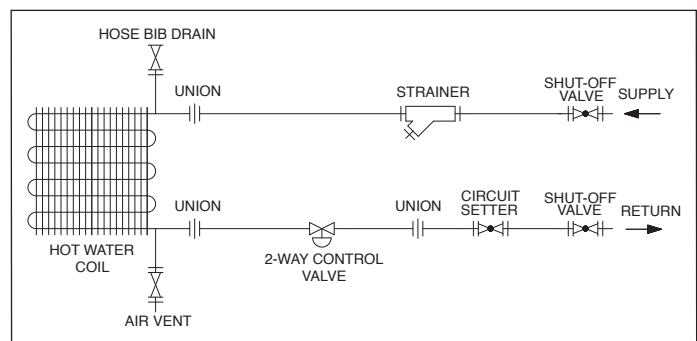 HOSE BIB DRAIN
UNION
STRAINER
SHUT-OFF
VALVE
SUPPLY
UNION
UNION
CIRCUIT
SETTER
SHUT-OFF
VALVE
RETURN
HOT WATER
COIL
2-WAY CONTROL
VALVE
AIR VENT